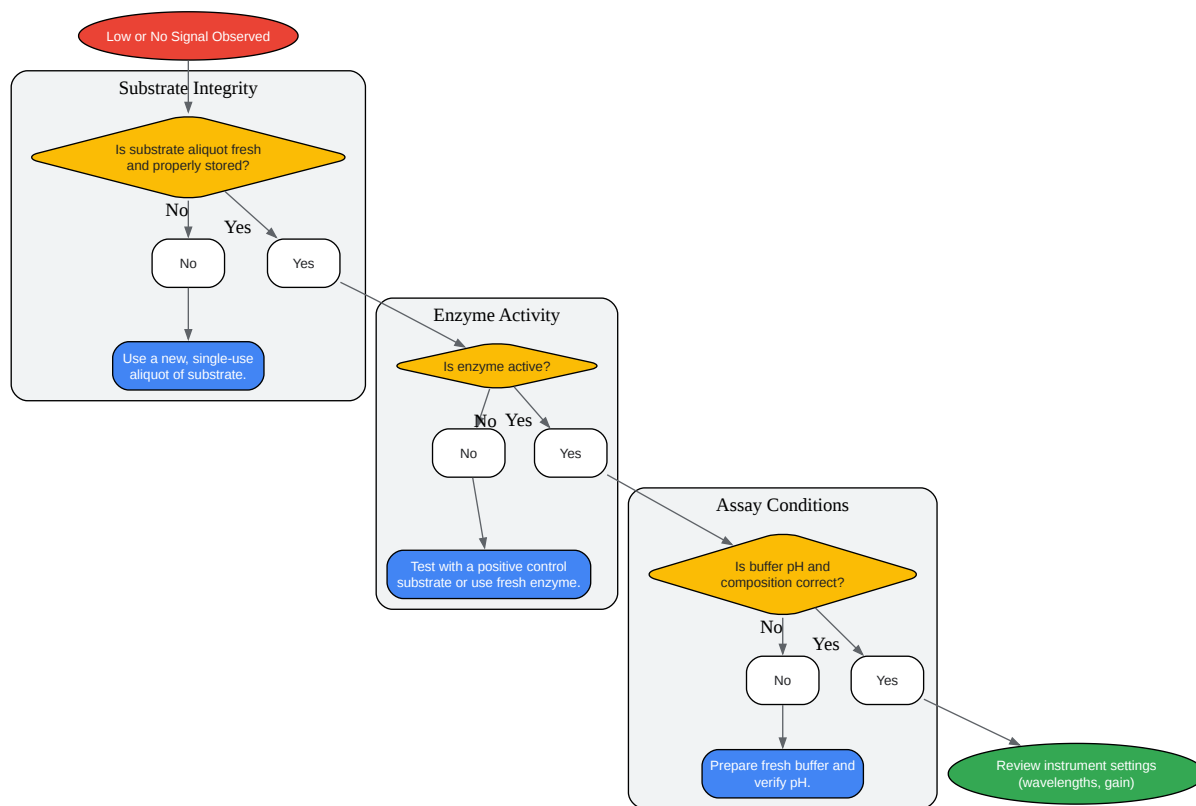 Low or No Signal Observed
Substrate Integrity
Is substrate aliquot fresh
and properly stored?
No
Yes
No
Yes
Use a new, single-use
aliquot of substrate.
Enzyme Activity
Is enzyme active?
No
Yes
No
Yes
Test with a positive control
substrate or use fresh enzyme.
Assay Conditions
Is buffer pH and
composition correct?
No
Yes
No
Yes
Prepare fresh buffer and
verify pH.
Review instrument settings
(wavelengths, gain)